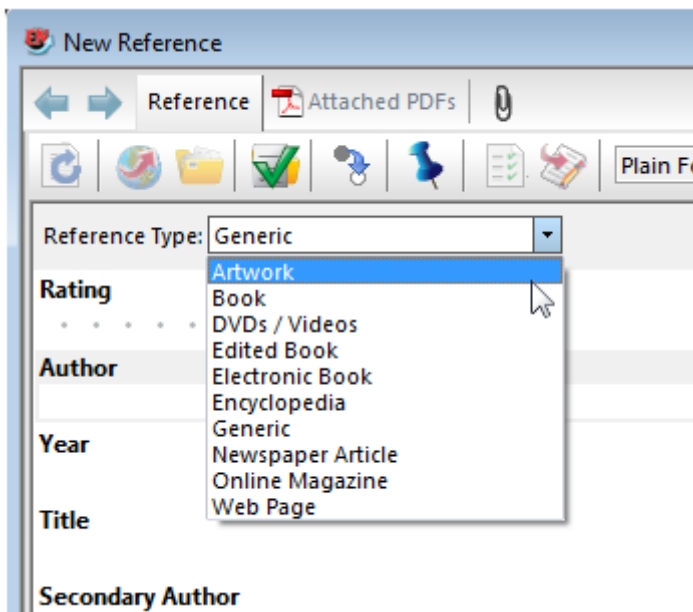 New Reference
Reference Attached PDFs
Plain
Reference Type: Generic
Artwork
Rating
Book
DVDs / Videos
Edited Book
Author
Electronic Book
Encyclopedia
Generic
Year
Newspaper Article
Online Magazine
Web Page
Title
Secondary Author